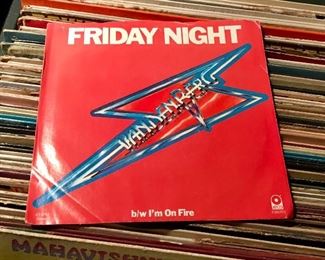 FRIDAY NIGHT
VANDENBERG
b/w I'm On Fire
MAHAVISHNU